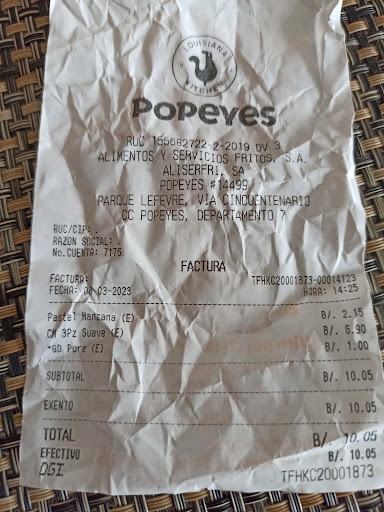 LOUISIANA
KITCHEN
POPEYES
RUC 155682722-2-2019 DV 3
ALIMENTOS Y SERVICIOS FRITOS, S.A.
ALISERFRI, SA
POPEYES #14499
PARQUE LEFEVRE, VIA CINCUENTENARIO
CC POPEYES, DEPARTAMENTO 7
RUC/CIP: .
RAZON SOCIAL: .
No.CUENTA: 7175
FACTURA
FACTURA: TFHKC20001873-00014123
FECHA: 08-03-2023 HORA: 14:25
Pastel Manzana (E) B/. 2.15
CM 3Pz Suave (E) B/. 6.90
*GD Pure (E) B/. 1.00
SUBTOTAL B/. 10.05
EXENTO B/. 10.05
TOTAL B/. 10.05
EFECTIVO B/. 10.05
DGI TFHKC20001873